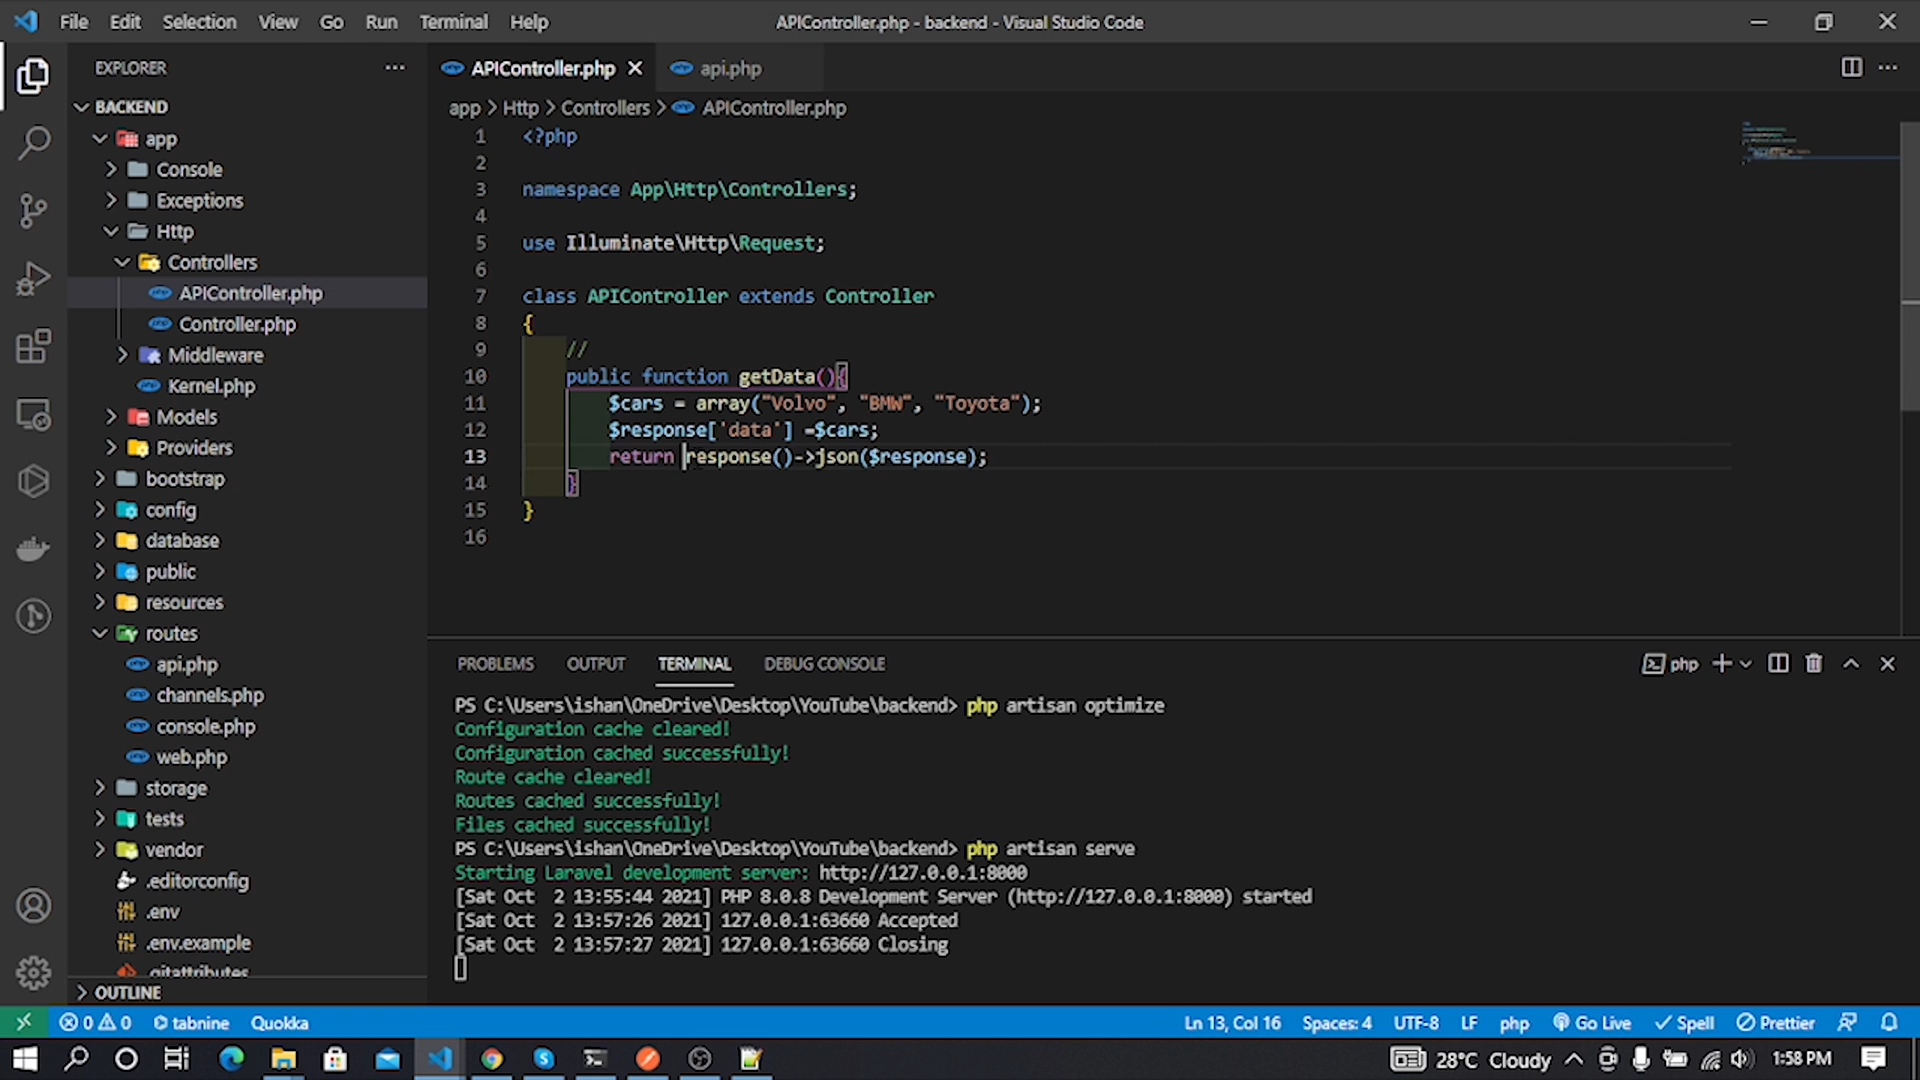 File Edit Selection View Go Run Terminal Help
APIController.php - backend - Visual Studio Code
EXPLORER
BACKEND
app
Console
Exceptions
Http
Controllers
APIController.php
Controller.php
Middleware
Kernel.php
Models
Providers
bootstrap
config
database
public
resources
routes
api.php
channels.php
console.php
web.php
storage
tests
vendor
.editorconfig
.env
.env.example
.gitattributes
OUTLINE
APIController.php
api.php
app > Http > Controllers > APIController.php
1 <?php
2
3 namespace App\Http\Controllers;
4
5 use Illuminate\Http\Request;
6
7 class APIController extends Controller
8 {
9 //
10 public function getData(){
11 $cars = array("Volvo", "BMW", "Toyota");
12 $response['data'] =$cars;
13 return response()->json($response);
14 }
15 }
16
PROBLEMS OUTPUT TERMINAL DEBUG CONSOLE
php
PS C:\Users\ishan\OneDrive\Desktop\YouTube\backend> php artisan optimize
Configuration cache cleared!
Configuration cached successfully!
Route cache cleared!
Routes cached successfully!
Files cached successfully!
PS C:\Users\ishan\OneDrive\Desktop\YouTube\backend> php artisan serve
Starting Laravel development server: http://127.0.0.1:8000
[Sat Oct  2 13:55:44 2021] PHP 8.0.8 Development Server (http://127.0.0.1:8000) started
[Sat Oct  2 13:57:26 2021] 127.0.0.1:63660 Accepted
[Sat Oct  2 13:57:27 2021] 127.0.0.1:63660 Closing
0 0 tabnine Quokka
Ln 13, Col 16 Spaces: 4 UTF-8 LF php Go Live Spell Prettier
28°C Cloudy 1:58 PM